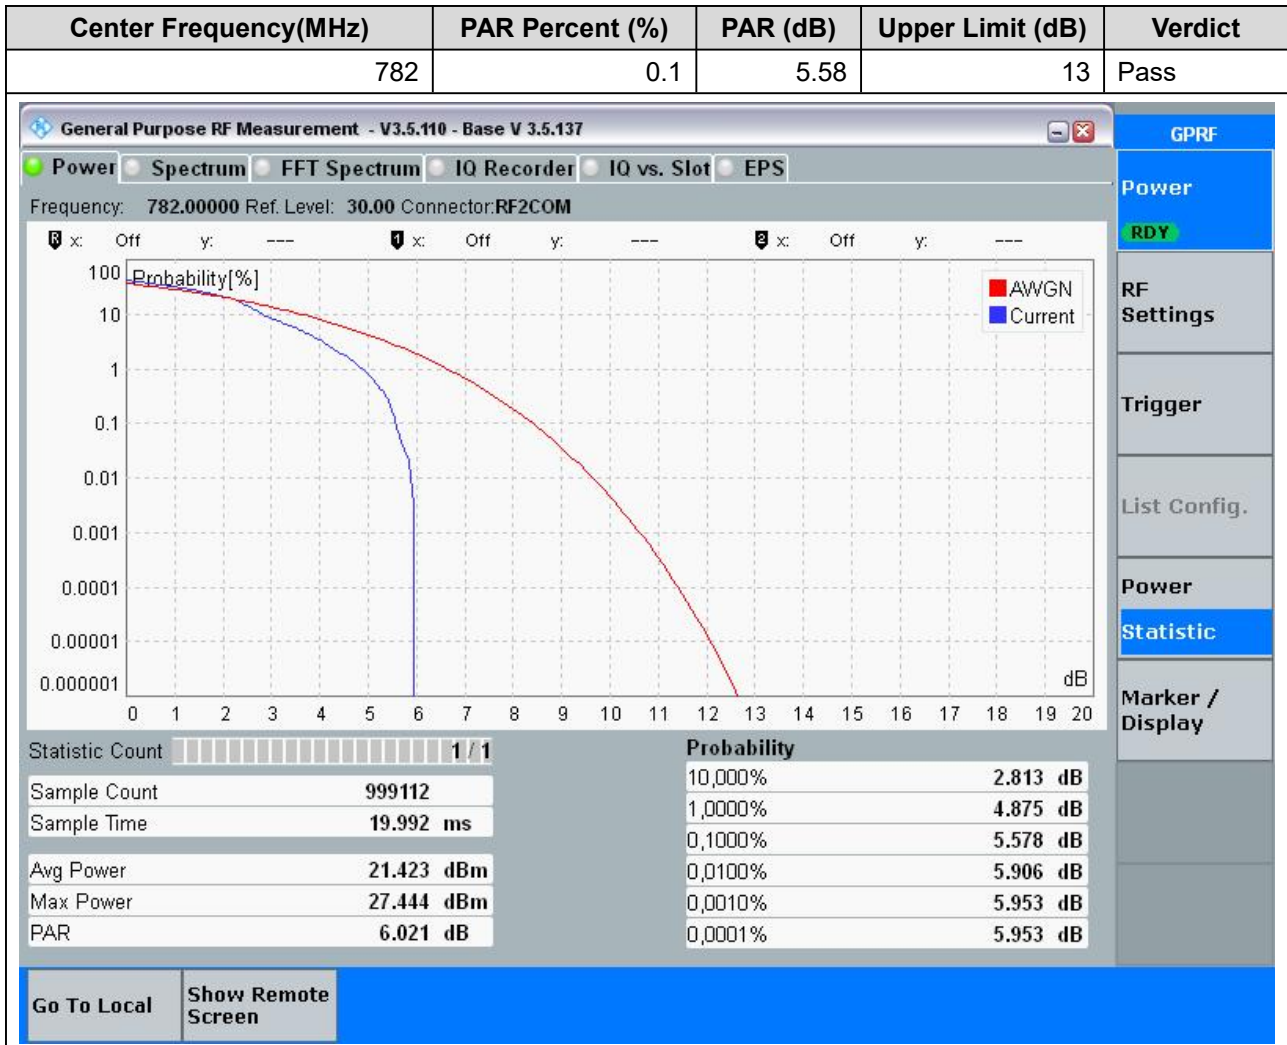 Center Frequency(MHz) PAR Percent (%) PAR (dB) Upper Limit (dB) Verdict
782 0.1 5.58 13 Pass
General Purpose RF Measurement - V3.5.110 - Base V 3.5.137
Power Spectrum FFT Spectrum IQ Recorder IQ vs. Slot EPS
Frequency: 782.00000 Ref. Level: 30.00 Connector:RF2COM
R x: Off y: --- 1 x: Off y: --- 2 x: Off y: ---
Probability[%]
100
10
1
0.1
0.01
0.001
0.0001
0.00001
0.000001
AWGN
Current
dB
0 1 2 3 4 5 6 7 8 9 10 11 12 13 14 15 16 17 18 19 20
Statistic Count 1 / 1
Sample Count 999112
Sample Time 19.992 ms
Avg Power 21.423 dBm
Max Power 27.444 dBm
PAR 6.021 dB
Probability
10,000% 2.813 dB
1,0000% 4.875 dB
0,1000% 5.578 dB
0,0100% 5.906 dB
0,0010% 5.953 dB
0,0001% 5.953 dB
GPRF
Power
RDY
RF
Settings
Trigger
List Config.
Power
Statistic
Marker /
Display
Go To Local
Show Remote
Screen